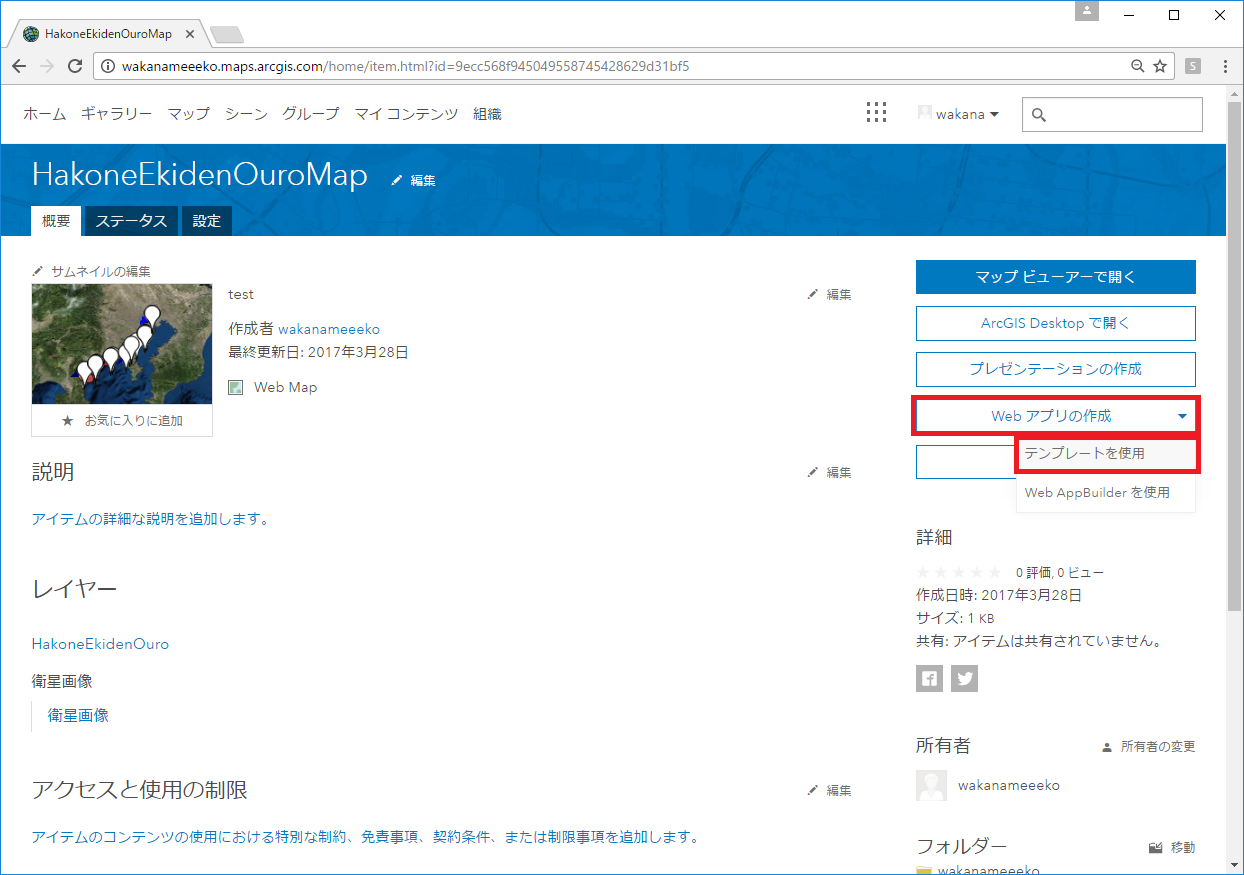 HakoneEkidenOuroMap
wakanameeeko.maps.arcgis.com/home/item.html?id=9ecc568f945049558745428629d31bf5
S
ホーム ギャラリー マップ シーン グループ マイ コンテンツ 組織
wakana
HakoneEkidenOuroMap
編集
概要 ステータス 設定
サムネイルの編集
お気に入りに追加
test
編集
作成者 wakanameeeko
最終更新日: 2017年3月28日
Web Map
説明
編集
アイテムの詳細な説明を追加します。
レイヤー
HakoneEkidenOuro
衛星画像
衛星画像
アクセスと使用の制限
編集
アイテムのコンテンツの使用における特別な制約、免責事項、契約条件、または制限事項を追加します。
マップ ビューアーで開く
ArcGIS Desktop で開く
プレゼンテーションの作成
Web アプリの作成
テンプレートを使用
Web AppBuilder を使用
詳細
0 評価, 0 ビュー
作成日時: 2017年3月28日
サイズ: 1 KB
共有: アイテムは共有されていません。
所有者
所有者の変更
wakanameeeko
フォルダー
移動
wakanameeeko